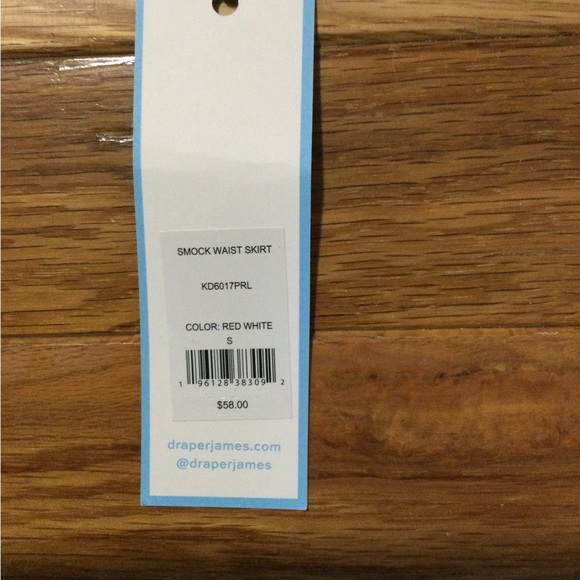 SMOCK WAIST SKIRT
KD6017PRL
COLOR: RED WHITE
S
1 96128 38309 2
$58.00
draperjames.com
@draperjames